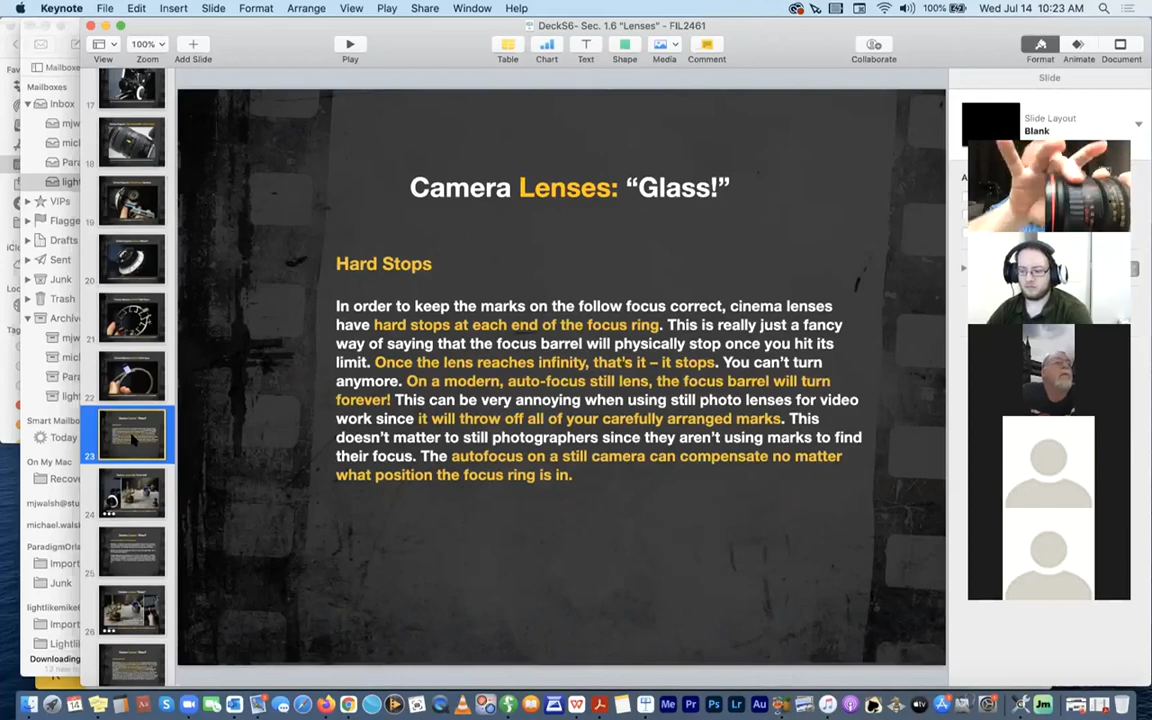 Keynote File Edit Insert Slide Format Arrange View Play Share Window Help 100% Wed Jul 14 10:23 AM
DeckS6- Sec. 1.6 "Lenses" - FIL2461
100%
View Zoom Add Slide Play Table Chart Text Shape Media Comment Collaborate Format Animate Document
Slide
Slide Layout
Blank
Mailboxes
Inbox
VIPs
Drafts
Sent
Junk
Trash
Smart Mailbo
Today
On My Mac
Recove
mjwash@stu
michael.wals
ParadigmOrla
Import
Junk
lightlikemike
Import
Lightli
Downloading
17
18
19
20
21
22
23
24
25
26
Camera Lenses: “Glass!”
Hard Stops
In order to keep the marks on the follow focus correct, cinema lenses
have hard stops at each end of the focus ring. This is really just a fancy
way of saying that the focus barrel will physically stop once you hit its
limit. Once the lens reaches infinity, that’s it – it stops. You can’t turn
anymore. On a modern, auto-focus still lens, the focus barrel will turn
forever! This can be very annoying when using still photo lenses for video
work since it will throw off all of your carefully arranged marks. This
doesn’t matter to still photographers since they aren’t using marks to find
their focus. The autofocus on a still camera can compensate no matter
what position the focus ring is in.